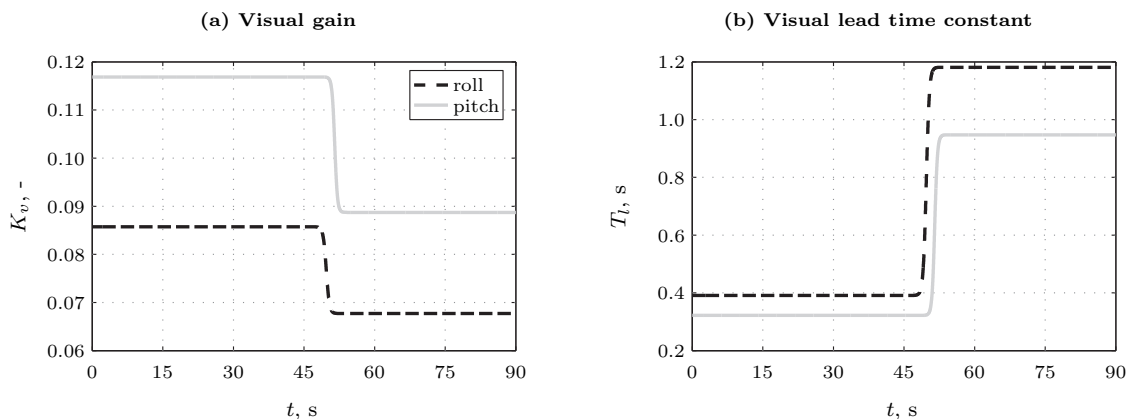 (a) Visual gain
0.12
0.11
0.10
0.09
0.08
0.07
0.06
K_v, -
roll
pitch
0 15 30 45 60 75 90
t, s
(b) Visual lead time constant
1.2
1.0
0.8
0.6
0.4
0.2
T_l, s
0 15 30 45 60 75 90
t, s